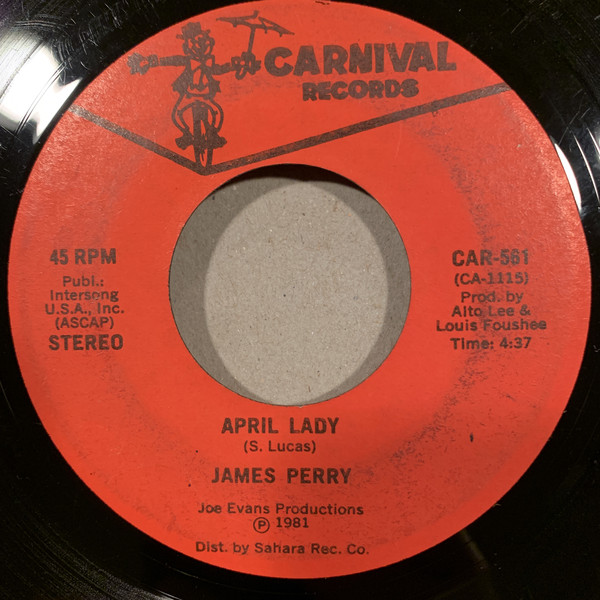 CARNIVAL
RECORDS
45 RPM
Publ.:
Intersong
U.S.A., Inc.
(ASCAP)
STEREO
CAR-561
(CA-1115)
Prod. by
Alto Lee &
Louis Foushee
Time: 4:37
APRIL LADY
(S. Lucas)
JAMES PERRY
Joe Evans Productions
℗ 1981
Dist. by Sahara Rec. Co.